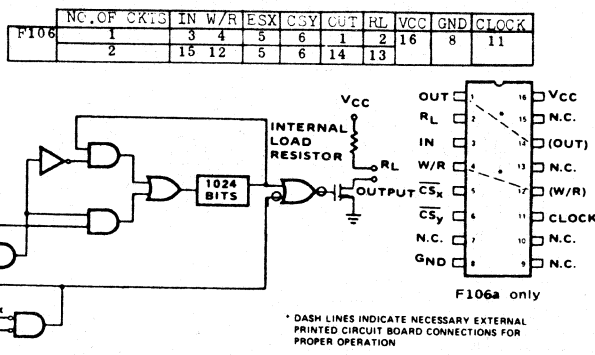 NC.OF CKTS IN W/R ESX CSY OUT RL VCC GND CLOCK
F106 1 3 4 5 6 1 2 16 8 11
2 15 12 5 6 14 13
VCC
INTERNAL
LOAD
RESISTOR
RL
OUTPUT
1024
BITS
OUT 1 16 VCC
RL 2 15 N.C.
IN 3 14 (OUT)
W/R 4 13 N.C.
CSx 5 12 (W/R)
CSy 6 11 CLOCK
N.C. 7 10 N.C.
GND 8 9 N.C.
F106a only
* DASH LINES INDICATE NECESSARY EXTERNAL
PRINTED CIRCUIT BOARD CONNECTIONS FOR
PROPER OPERATION